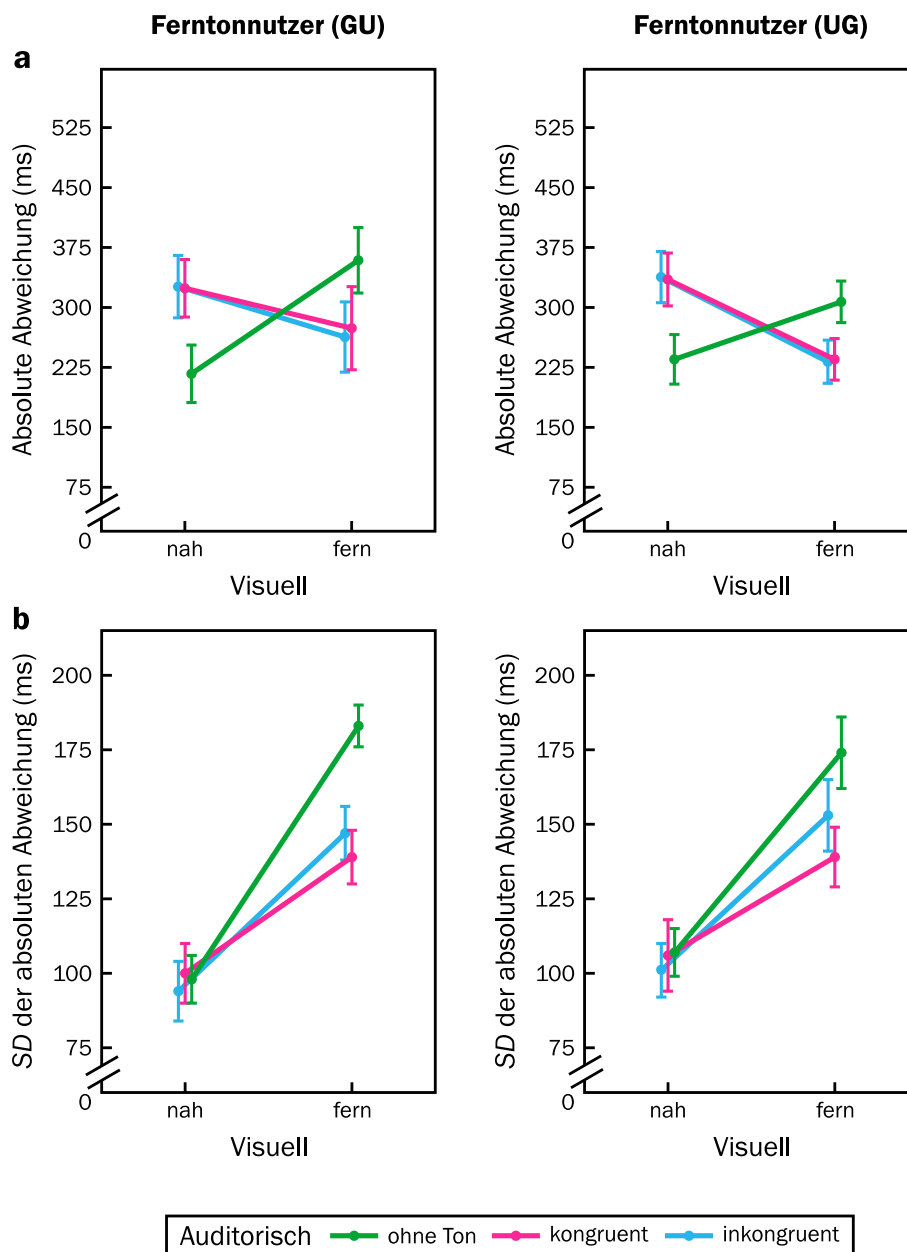 Ferntonnutzer (GU)
Ferntonnutzer (UG)
a
Absolute Abweichung (ms)
525
450
375
300
225
150
75
0
nah
fern
Visuell
Absolute Abweichung (ms)
525
450
375
300
225
150
75
0
nah
fern
Visuell
b
SD der absoluten Abweichung (ms)
200
175
150
125
100
75
0
nah
fern
Visuell
SD der absoluten Abweichung (ms)
200
175
150
125
100
75
0
nah
fern
Visuell
Auditorisch ohne Ton kongruent inkongruent